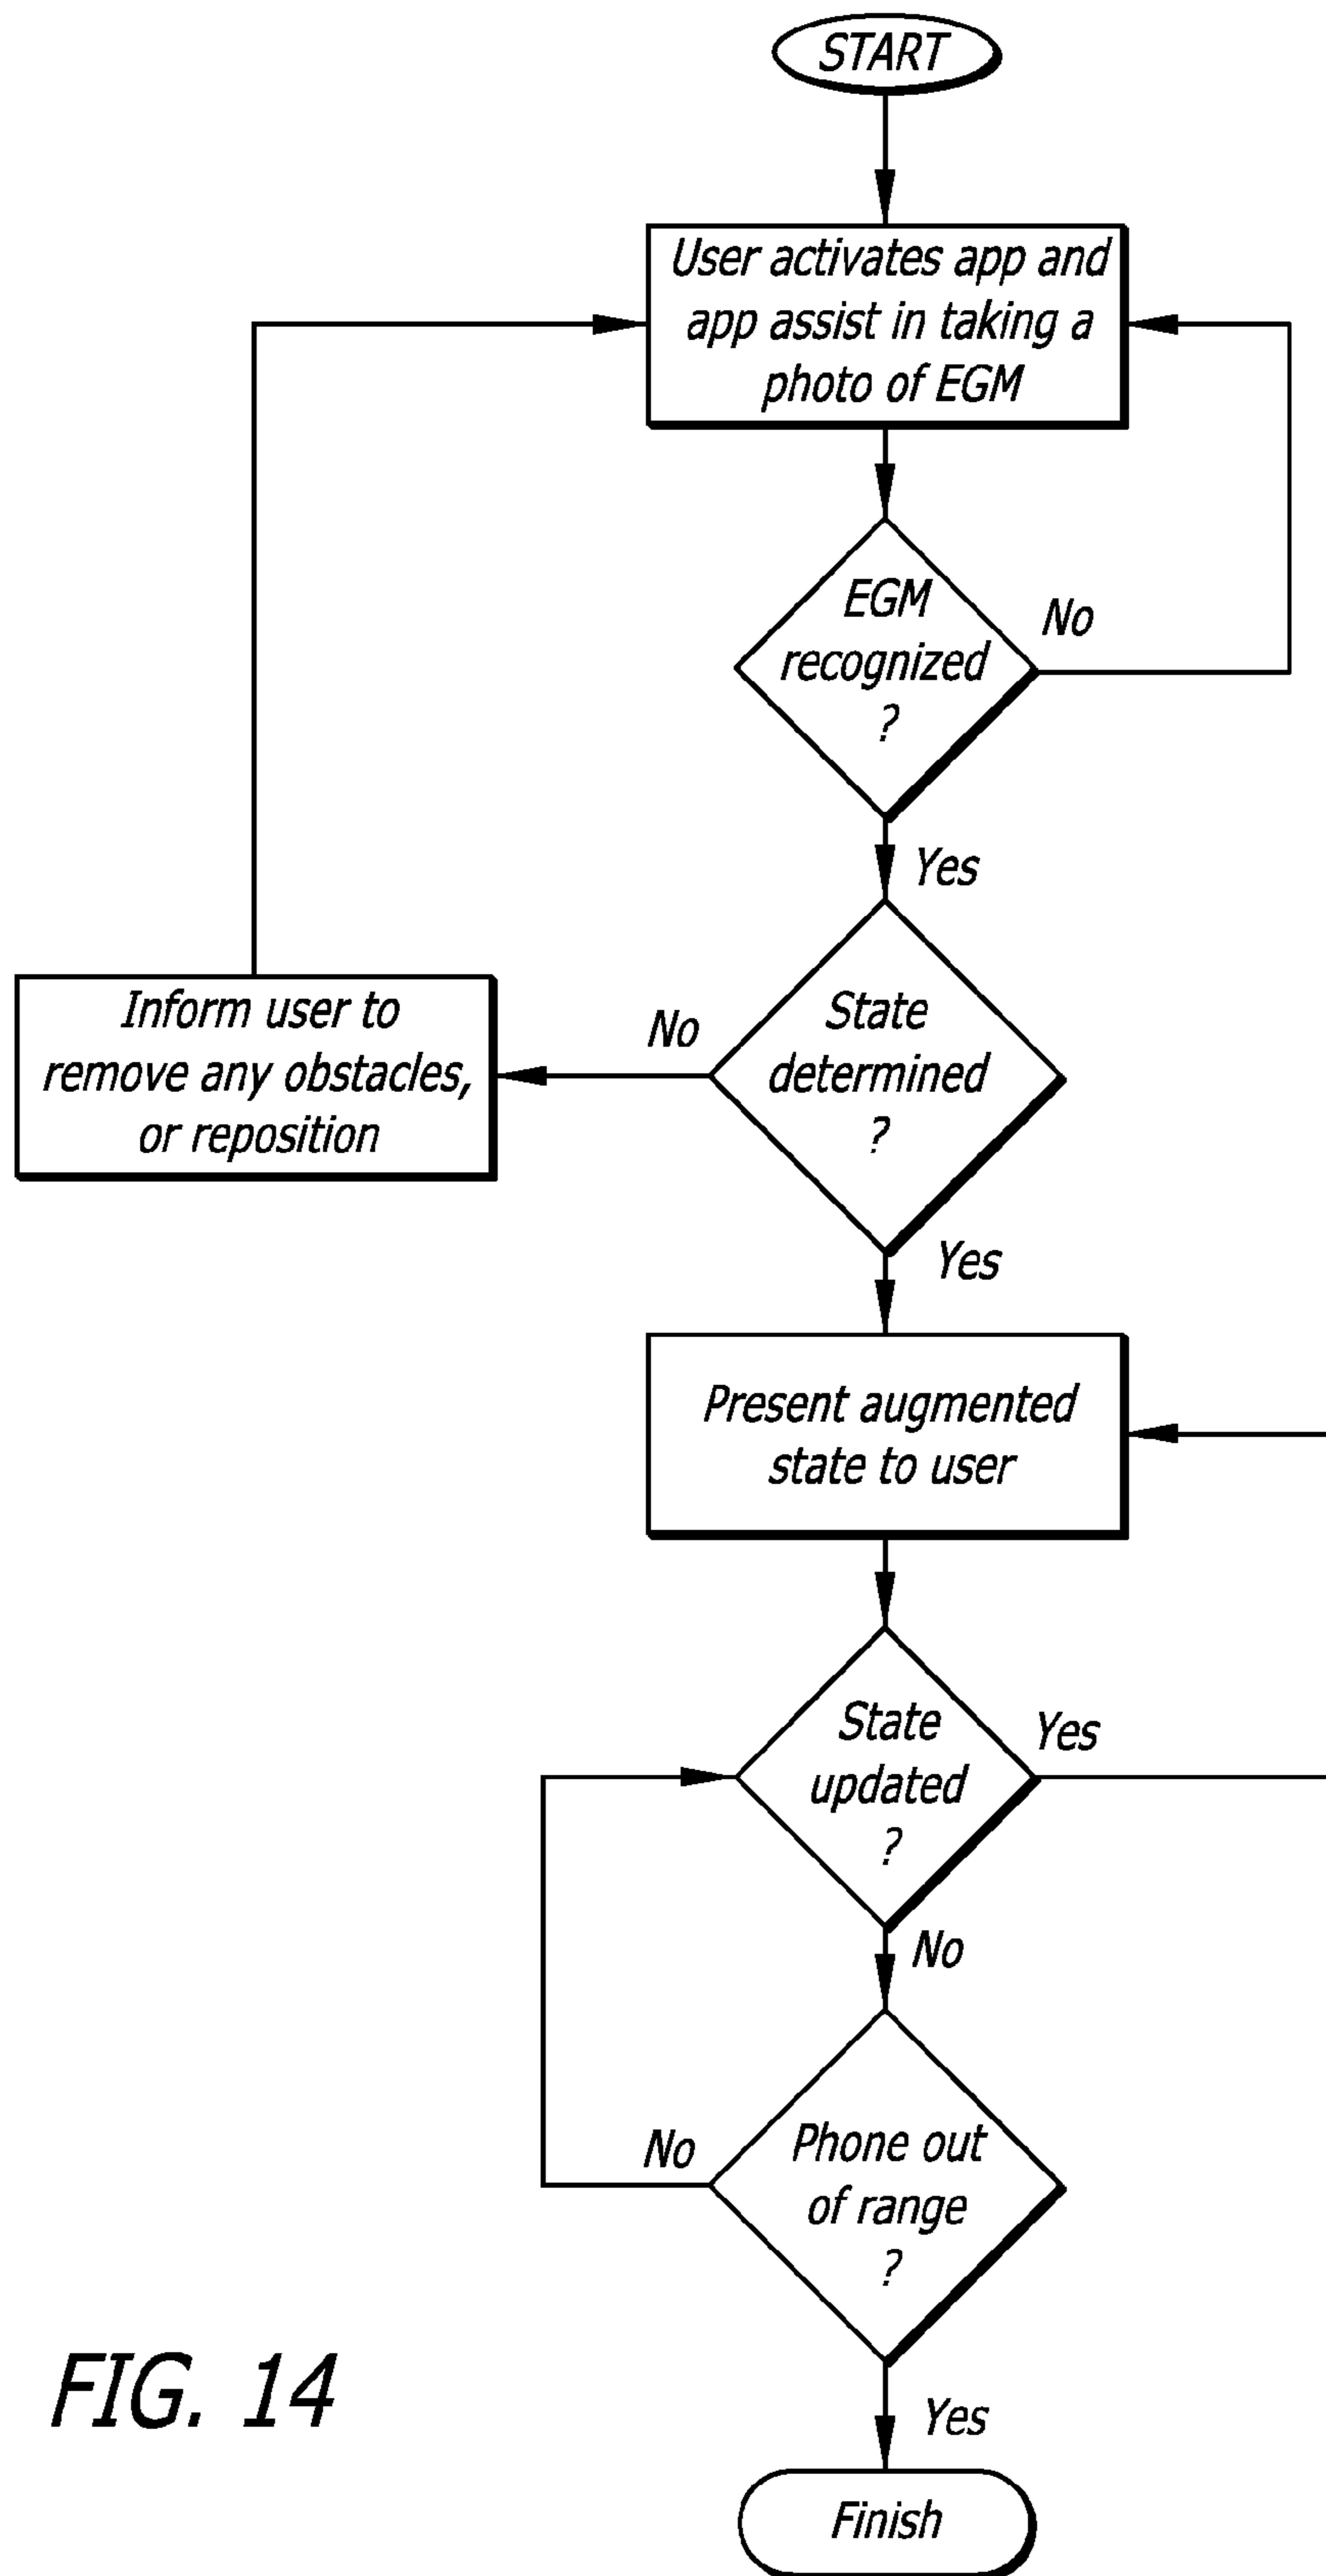 START
User activates app and
app assist in taking a
photo of EGM
EGM
recognized
?
No
Yes
State
determined
?
No
Inform user to
remove any obstacles,
or reposition
Yes
Present augmented
state to user
State
updated
?
Yes
No
Phone out
of range
?
No
Yes
Finish
FIG. 14